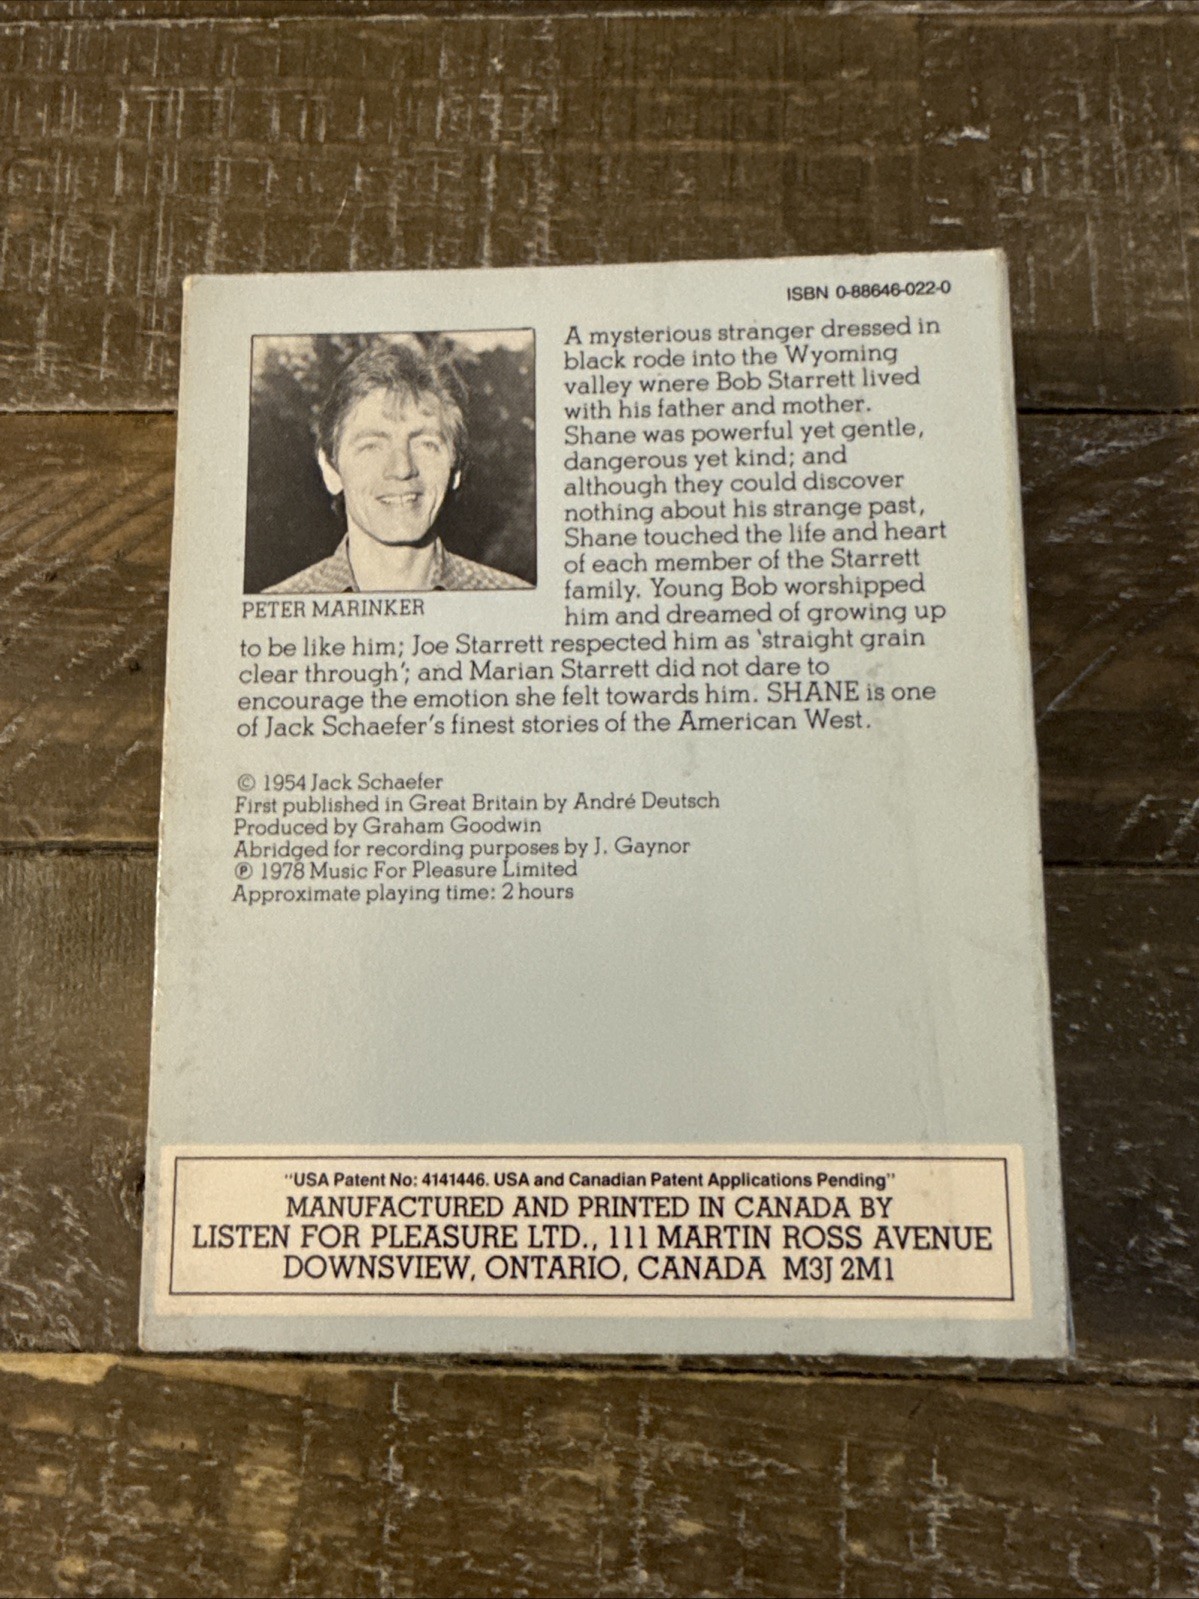 ISBN 0-88646-022-0
A mysterious stranger dressed in
black rode into the Wyoming
valley wnere Bob Starrett lived
with his father and mother.
Shane was powerful yet gentle,
dangerous yet kind; and
although they could discover
nothing about his strange past,
Shane touched the life and heart
of each member of the Starrett
family. Young Bob worshipped
him and dreamed of growing up
PETER MARINKER
to be like him; Joe Starrett respected him as 'straight grain
clear through'; and Marian Starrett did not dare to
encourage the emotion she felt towards him. SHANE is one
of Jack Schaefer's finest stories of the American West.
© 1954 Jack Schaefer
First published in Great Britain by André Deutsch
Produced by Graham Goodwin
Abridged for recording purposes by J. Gaynor
℗ 1978 Music For Pleasure Limited
Approximate playing time: 2 hours
"USA Patent No: 4141446. USA and Canadian Patent Applications Pending"
MANUFACTURED AND PRINTED IN CANADA BY
LISTEN FOR PLEASURE LTD., 111 MARTIN ROSS AVENUE
DOWNSVIEW, ONTARIO, CANADA M3J 2M1